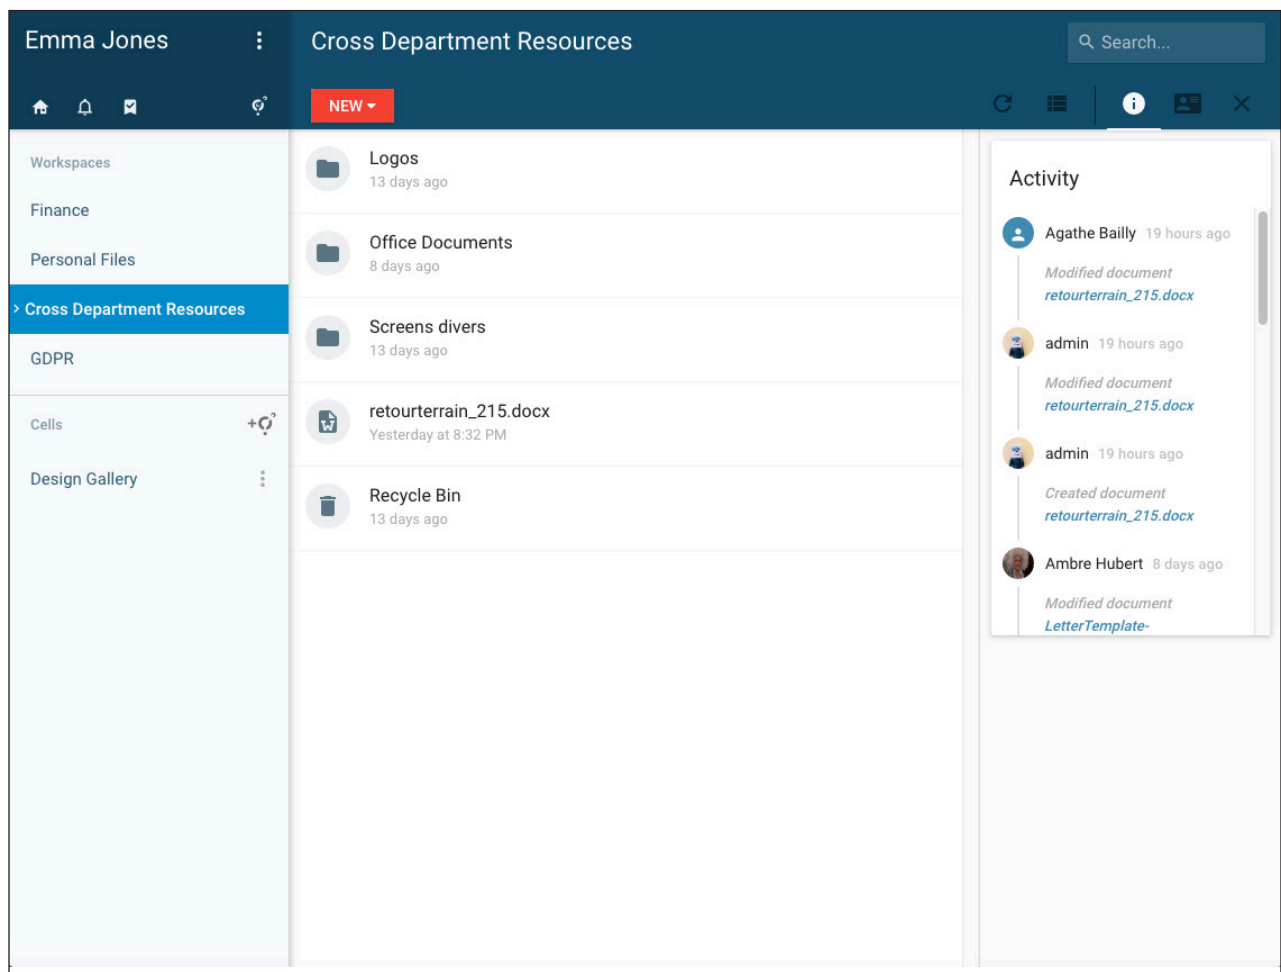 Emma Jones
Cross Department Resources
Search...
NEW
Workspaces
Finance
Personal Files
Cross Department Resources
GDPR
Cells
Design Gallery
Logos
13 days ago
Office Documents
8 days ago
Screens divers
13 days ago
retourterrain_215.docx
Yesterday at 8:32 PM
Recycle Bin
13 days ago
Activity
Agathe Bailly 19 hours ago
Modified document
retourterrain_215.docx
admin 19 hours ago
Modified document
retourterrain_215.docx
admin 19 hours ago
Created document
retourterrain_215.docx
Ambre Hubert 8 days ago
Modified document
LetterTemplate-